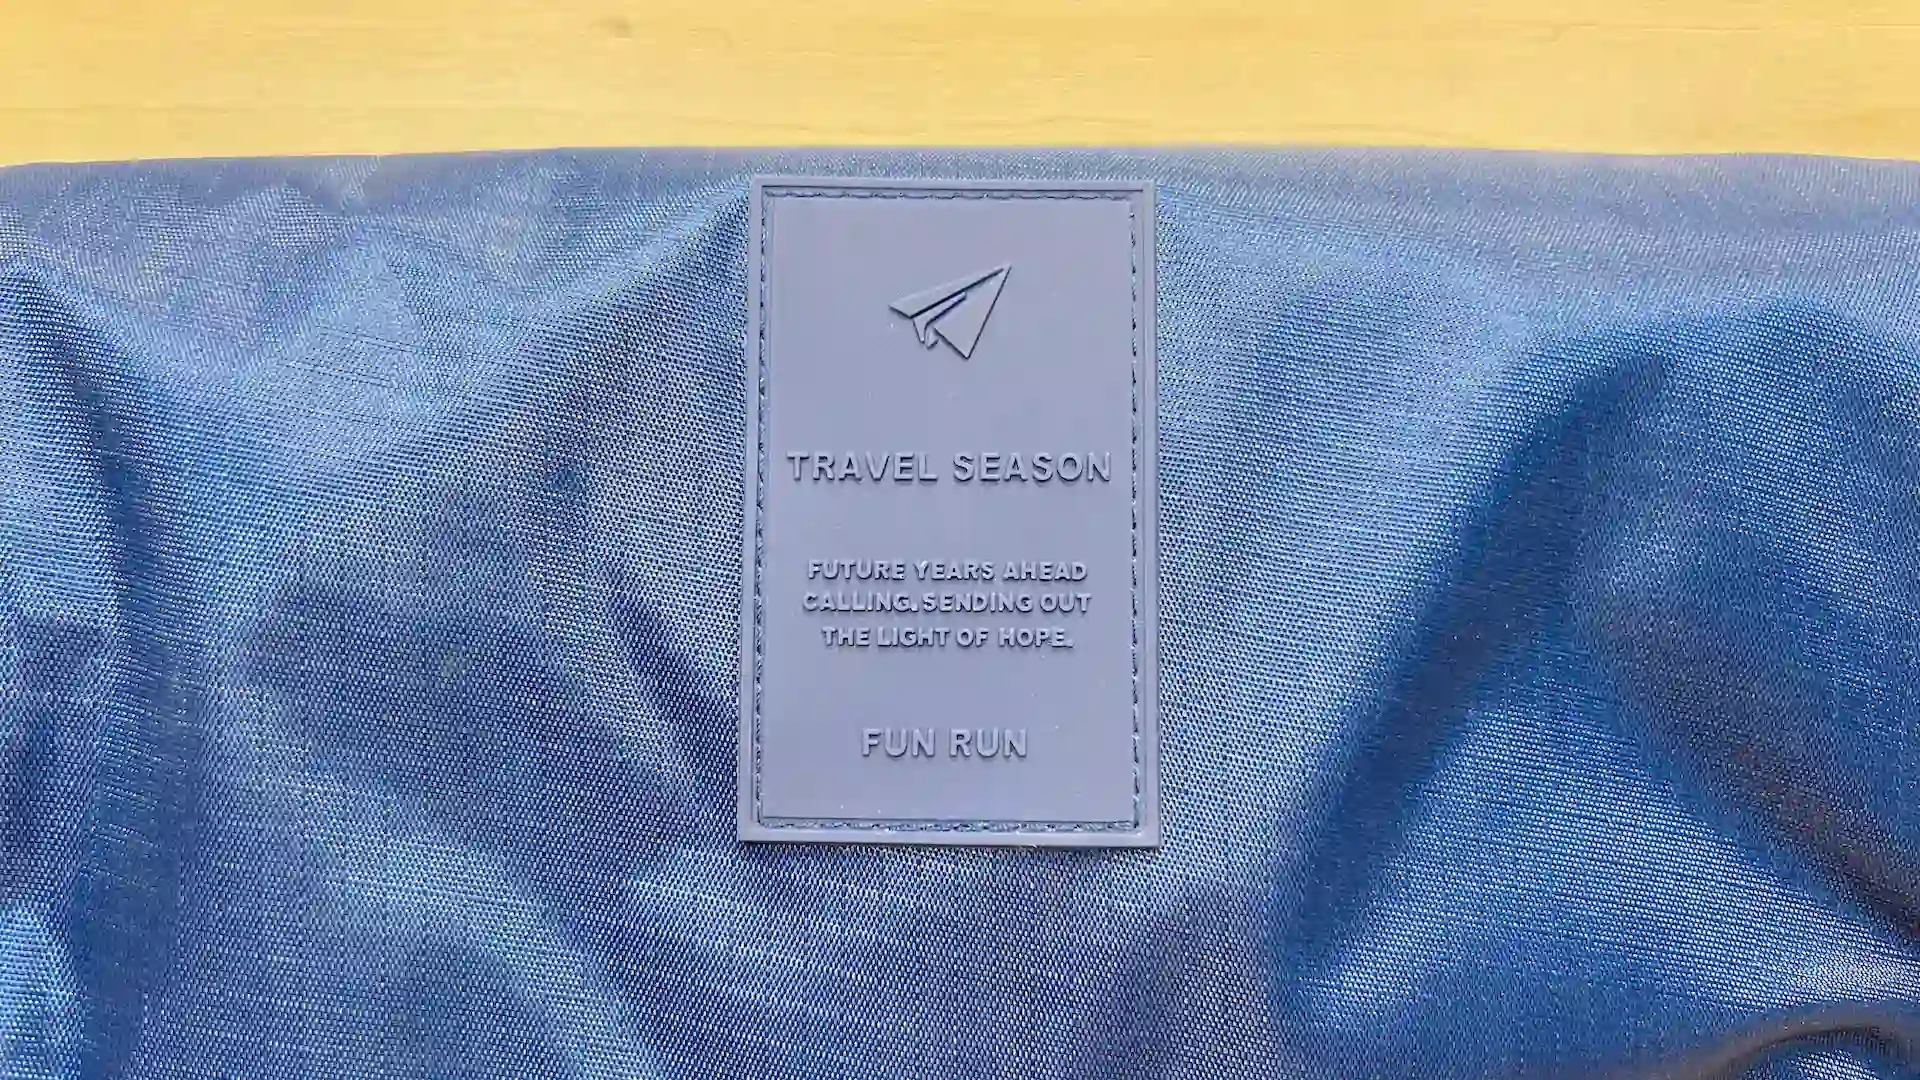 TRAVEL SEASON
FUTURE YEARS AHEAD
CALLING. SENDING OUT
THE LIGHT OF HOPE.
FUN RUN